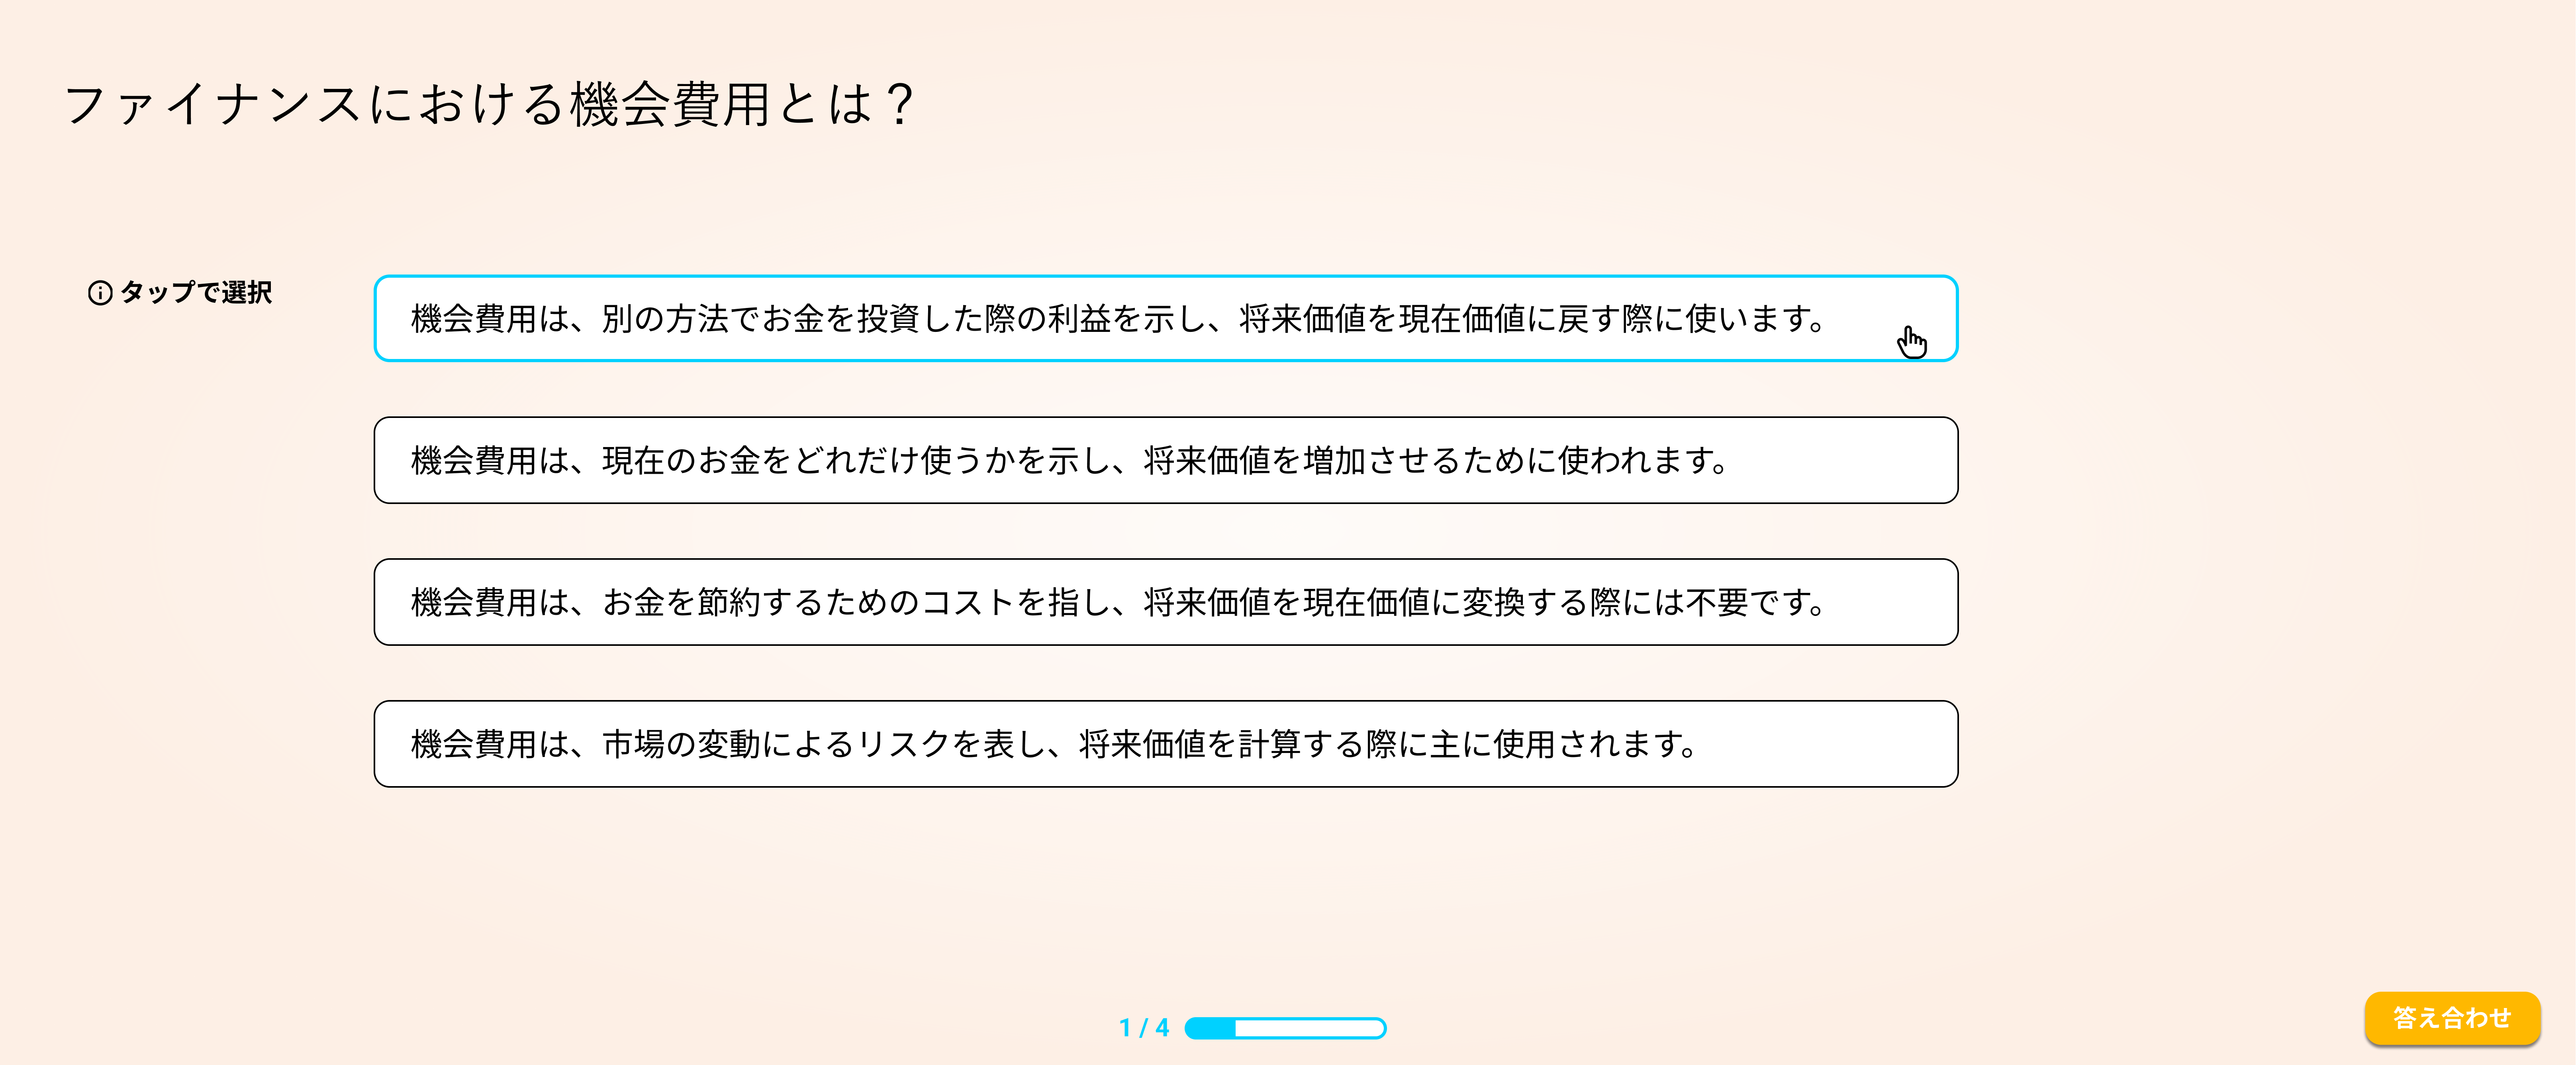 ファイナンスにおける機会費用とは？
タップで選択
機会費用は、別の方法でお金を投資した際の利益を示し、将来価値を現在価値に戻す際に使います。
機会費用は、現在のお金をどれだけ使うかを示し、将来価値を増加させるために使われます。
機会費用は、お金を節約するためのコストを指し、将来価値を現在価値に変換する際には不要です。
機会費用は、市場の変動によるリスクを表し、将来価値を計算する際に主に使用されます。
1 / 4
答え合わせ